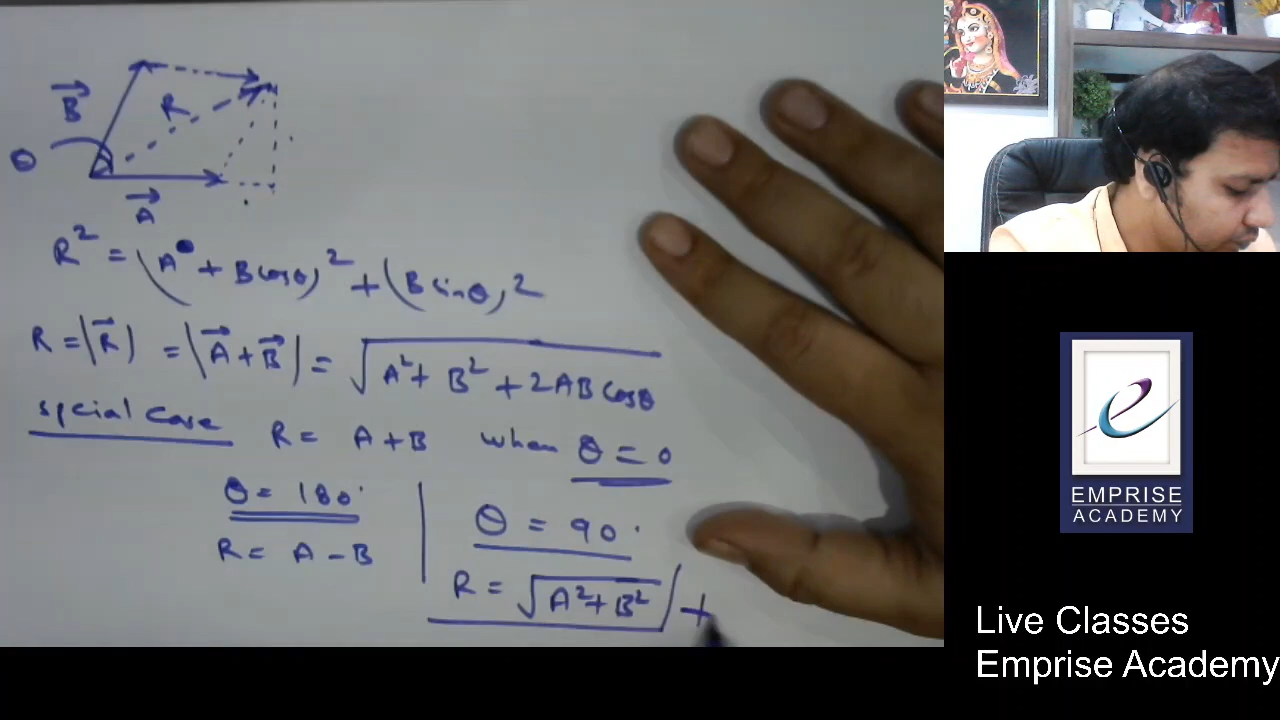 B
R
θ
A
R² = (A + B cosθ)² + (B sinθ)²
R = |R| = |A + B| = √A² + B² + 2AB cosθ
spcial case R = A + B when θ = 0
θ = 180°
R = A - B
θ = 90°
R = √A² + B² / +
EMPRISE
ACADEMY
Live Classes
Emprise Academy